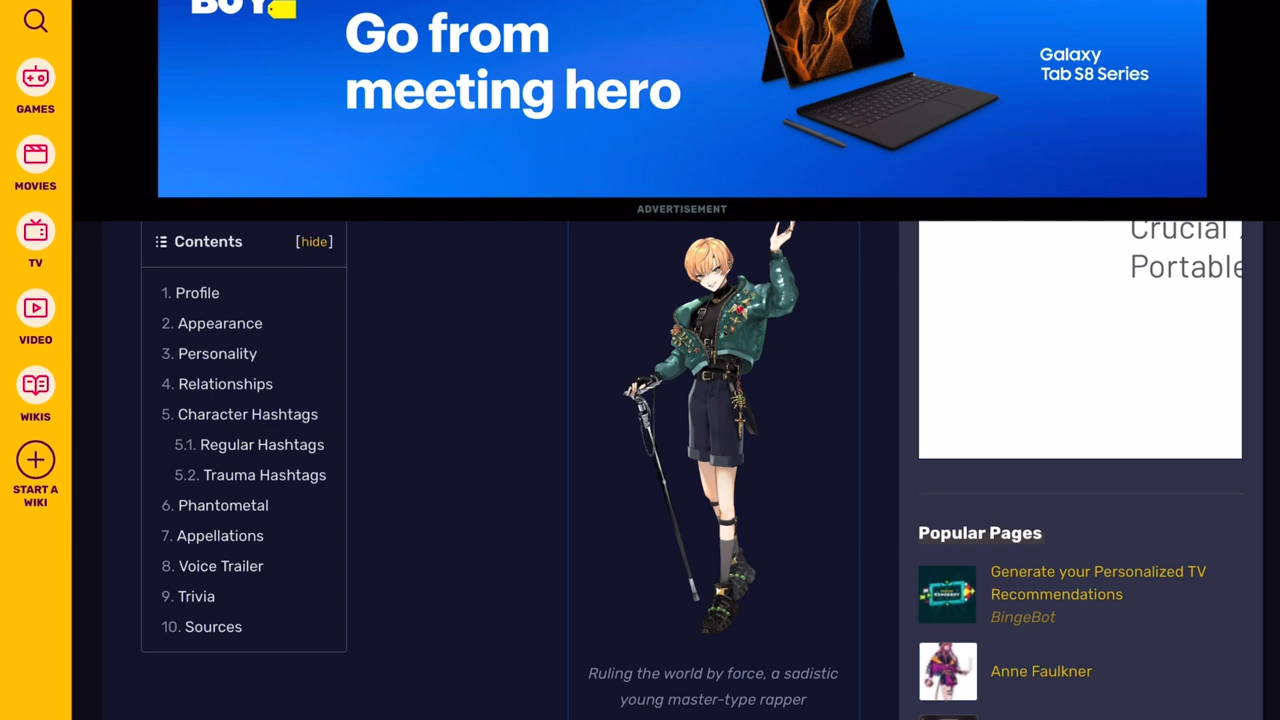 BUY
Go from
meeting hero
Galaxy
Tab S8 Series
ADVERTISEMENT
GAMES
MOVIES
TV
VIDEO
WIKIS
START A
WIKI
Contents [hide]
1. Profile
2. Appearance
3. Personality
4. Relationships
5. Character Hashtags
5.1. Regular Hashtags
5.2. Trauma Hashtags
6. Phantometal
7. Appellations
8. Voice Trailer
9. Trivia
10. Sources
Ruling the world by force, a sadistic
young master-type rapper
Crucial
Portable
Popular Pages
Generate your Personalized TV
Recommendations
BingeBot
Anne Faulkner